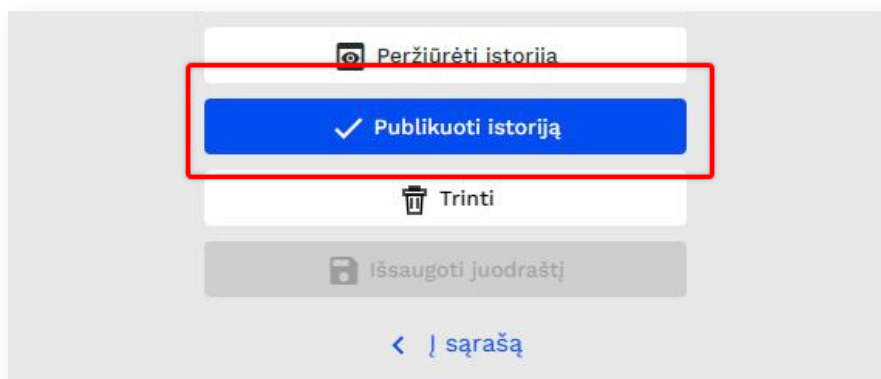 Peržiūrėti istoriją
Publikuoti istoriją
Trinti
Išsaugoti juodraštį
Į sąrašą